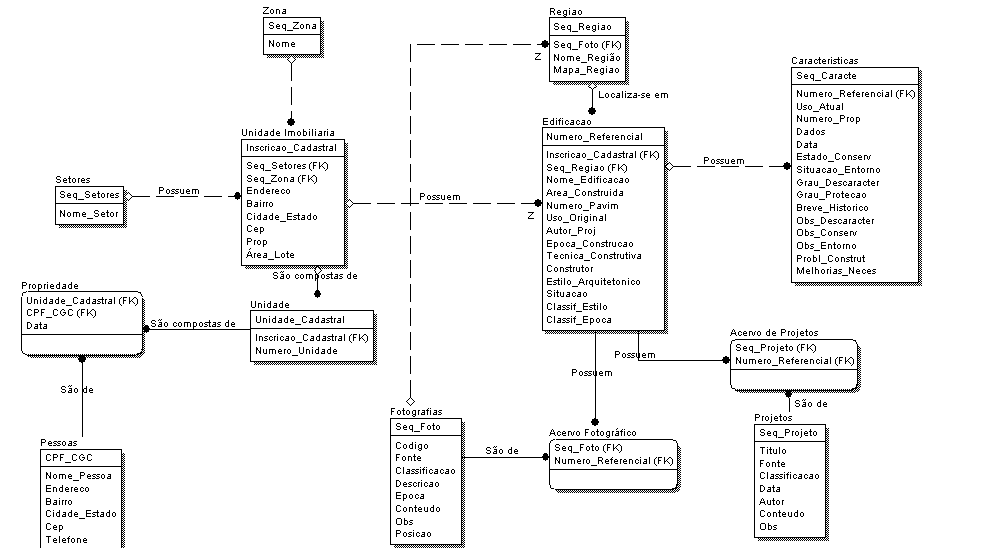 Zona
Seq_Zona
Nome
Regiao
Seq_Regiao
Seq_Foto (FK)
Nome_Região
Mapa_Regiao
Z
Localiza-se em
Caracteristicas
Seq_Caracte
Numero_Referencial (FK)
Uso_Atual
Numero_Prop
Dados
Data
Estado_Conserv
Situacao_Entorno
Grau_Descaracter
Grau_Protecao
Breve_Historico
Obs_Descaracter
Obs_Conserv
Obs_Entorno
Probl_Construt
Melhorias_Neces
Unidade Imobiliaria
Inscricao_Cadastral
Seq_Setores (FK)
Seq_Zona (FK)
Endereco
Bairro
Cidade_Estado
Cep
Prop
Área_Lote
Edificacao
Numero_Referencial
Inscricao_Cadastral (FK)
Seq_Regiao (FK)
Nome_Edificacao
Area_Construida
Numero_Pavim
Uso_Original
Autor_Proj
Epoca_Construcao
Tecnica_Construtiva
Construtor
Estilo_Arquitetonico
Situacao
Classif_Estilo
Classif_Epoca
Possuem
Setores
Seq_Setores
Nome_Setor
Possuem
Possuem
Z
São compostas de
Propriedade
Unidade_Cadastral (FK)
CPF_CGC (FK)
Data
São compostas de
Unidade
Unidade_Cadastral
Inscricao_Cadastral (FK)
Numero_Unidade
Possuem
Possuem
Acervo de Projetos
Seq_Projeto (FK)
Numero_Referencial (FK)
São de
São de
Pessoas
CPF_CGC
Nome_Pessoa
Endereco
Bairro
Cidade_Estado
Cep
Telefone
Fotografias
Seq_Foto
Codigo
Fonte
Classificacao
Descricao
Epoca
Conteudo
Obs
Posicao
São de
Acervo Fotográfico
Seq_Foto (FK)
Numero_Referencial (FK)
Projetos
Seq_Projeto
Titulo
Fonte
Classificacao
Data
Autor
Conteudo
Obs